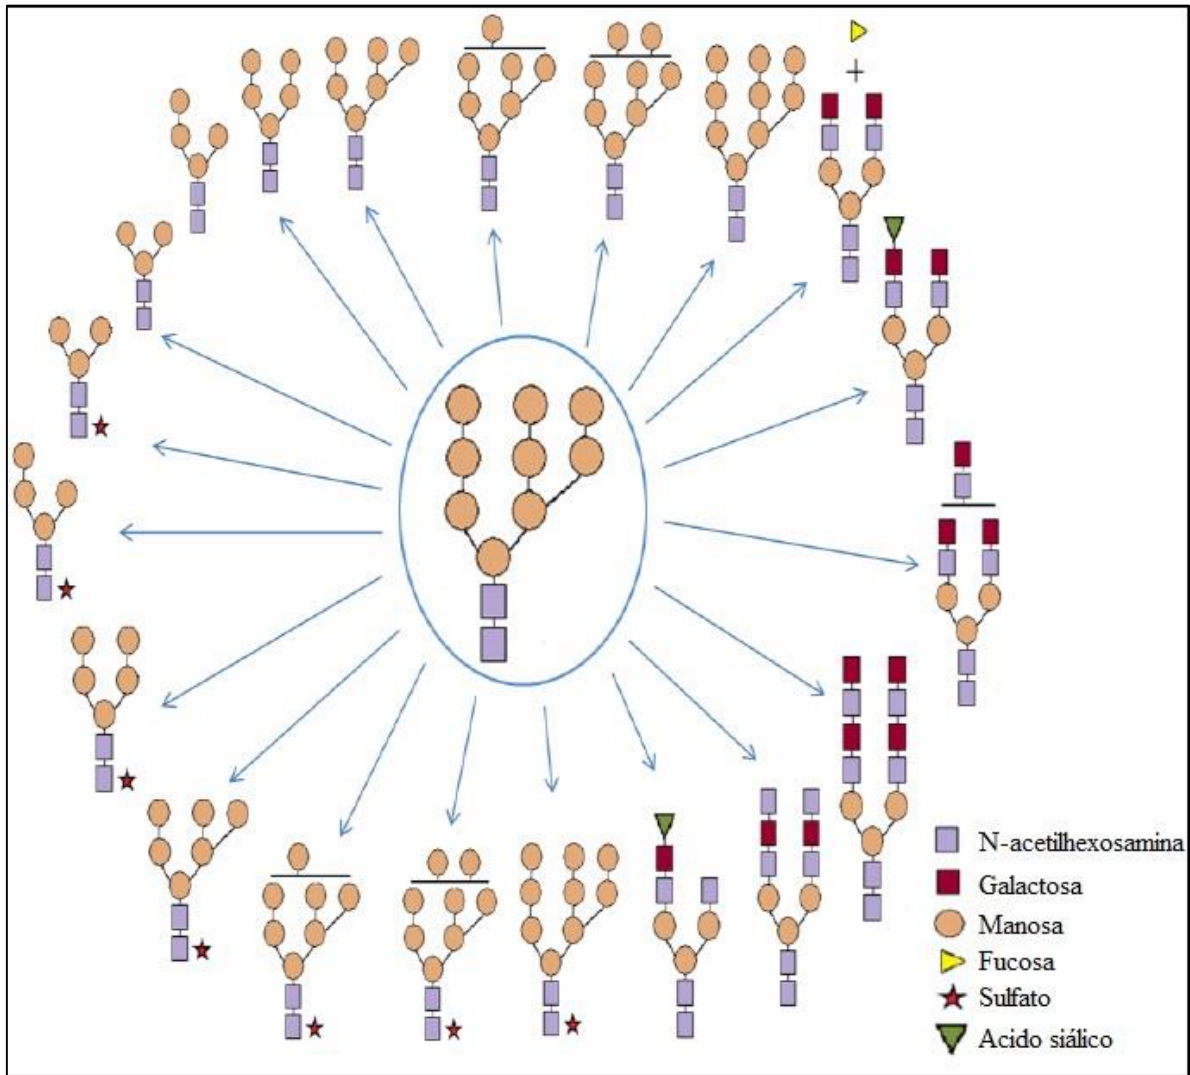 +
N-acetilhexosamina
Galactosa
Manosa
Fucosa
Sulfato
Acido siálico